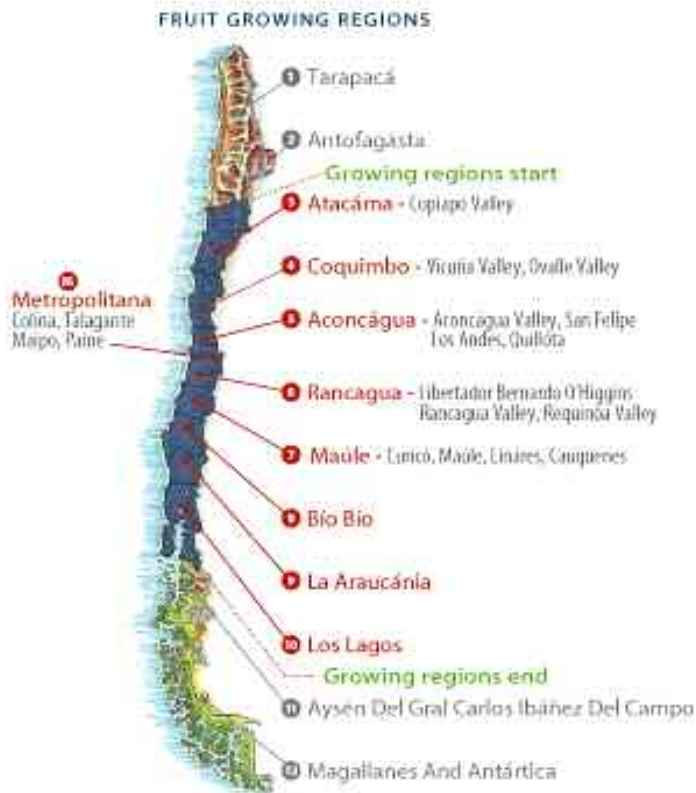 FRUIT GROWING REGIONS
1 Tarapacá
2 Antofagásta
Growing regions start
3 Atacáma - Copiapó Valley
4 Coquimbo - Vicuña Valley, Ovalle Valley
Metropolitana
Colina, Talagante
Maipo, Paine
5 Aconcágua - Aconcagua Valley, San Felipe
Los Andes, Quillota
6 Rancagua - Libertador Bernardo O'Higgins
Rancagua Valley, Requinoa Valley
7 Maúle - Curicó, Maúle, Linares, Cauquenes
8 Bío Bío
9 La Araucánia
10 Los Lagos
Growing regions end
11 Aysén Del Gral Carlos Ibáñez Del Campo
12 Magallanes And Antártica